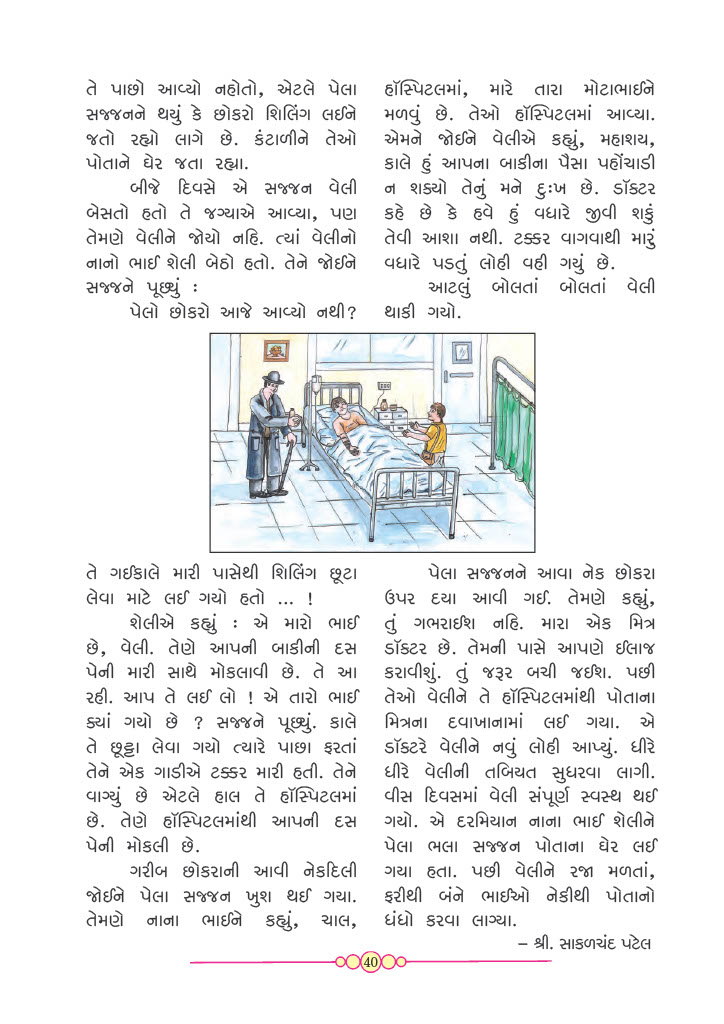 તે પાછો આવ્યો નહોતો, એટલે પેલા
સજ્જનને થયું કે છોકરો શિલિંગ લઈને
જતો રહ્યો લાગે છે. કંટાળીને તેઓ
પોતાને ઘેર જતા રહ્યા.
બીજે દિવસે એ સજ્જન વેલી
બેસતો હતો તે જગ્યાએ આવ્યા, પણ
તેમણે વેલીને જોયો નહિ. ત્યાં વેલીનો
નાનો ભાઈ શેલી બેઠો હતો. તેને જોઈને
સજ્જને પૂછ્યું :
પેલો છોકરો આજે આવ્યો નથી?
તે ગઈકાલે મારી પાસેથી શિલિંગ છૂટા
લેવા માટે લઈ ગયો હતો ... !
શેલીએ કહ્યું : એ મારો ભાઈ
છે, વેલી. તેણે આપની બાકીની દસ
પેની મારી સાથે મોકલાવી છે. તે આ
રહી. આપ તે લઈ લો ! એ તારો ભાઈ
ક્યાં ગયો છે ? સજ્જને પૂછ્યું. કાલે
તે છૂટ્ટા લેવા ગયો ત્યારે પાછા ફરતાં
તેને એક ગાડીએ ટક્કર મારી હતી. તેને
વાગ્યું છે એટલે હાલ તે હૉસ્પિટલમાં
છે. તેણે હૉસ્પિટલમાંથી આપની દસ
પેની મોકલી છે.
ગરીબ છોકરાની આવી નેકદિલી
જોઈને પેલા સજ્જન ખુશ થઈ ગયા.
તેમણે નાના ભાઈને કહ્યું, ચાલ,
હૉસ્પિટલમાં, મારે તારા મોટાભાઈને
મળવું છે. તેઓ હૉસ્પિટલમાં આવ્યા.
એમને જોઈને વેલીએ કહ્યું, મહાશય,
કાલે હું આપના બાકીના પૈસા પહોંચાડી
ન શક્યો તેનું મને દુઃખ છે. ડૉક્ટર
કહે છે કે હવે હું વધારે જીવી શકું
તેવી આશા નથી. ટક્કર વાગવાથી મારું
વધારે પડતું લોહી વહી ગયું છે.
આટલું બોલતાં બોલતાં વેલી
થાકી ગયો.
પેલા સજ્જનને આવા નેક છોકરા
ઉપર દયા આવી ગઈ. તેમણે કહ્યું,
તું ગભરાઈશ નહિ. મારા એક મિત્ર
ડૉક્ટર છે. તેમની પાસે આપણે ઈલાજ
કરાવીશું. તું જરૂર બચી જઈશ. પછી
તેઓ વેલીને તે હૉસ્પિટલમાંથી પોતાના
મિત્રના દવાખાનામાં લઈ ગયા. એ
ડૉક્ટરે વેલીને નવું લોહી આપ્યું. ધીરે
ધીરે વેલીની તબિયત સુધરવા લાગી.
વીસ દિવસમાં વેલી સંપૂર્ણ સ્વસ્થ થઈ
ગયો. એ દરમિયાન નાના ભાઈ શેલીને
પેલા ભલા સજ્જન પોતાના ઘેર લઈ
ગયા હતા. પછી વેલીને રજા મળતાં,
ફરીથી બંને ભાઈઓ નેકીથી પોતાનો
ધંધો કરવા લાગ્યા.
– શ્રી. સાકળચંદ પટેલ
40